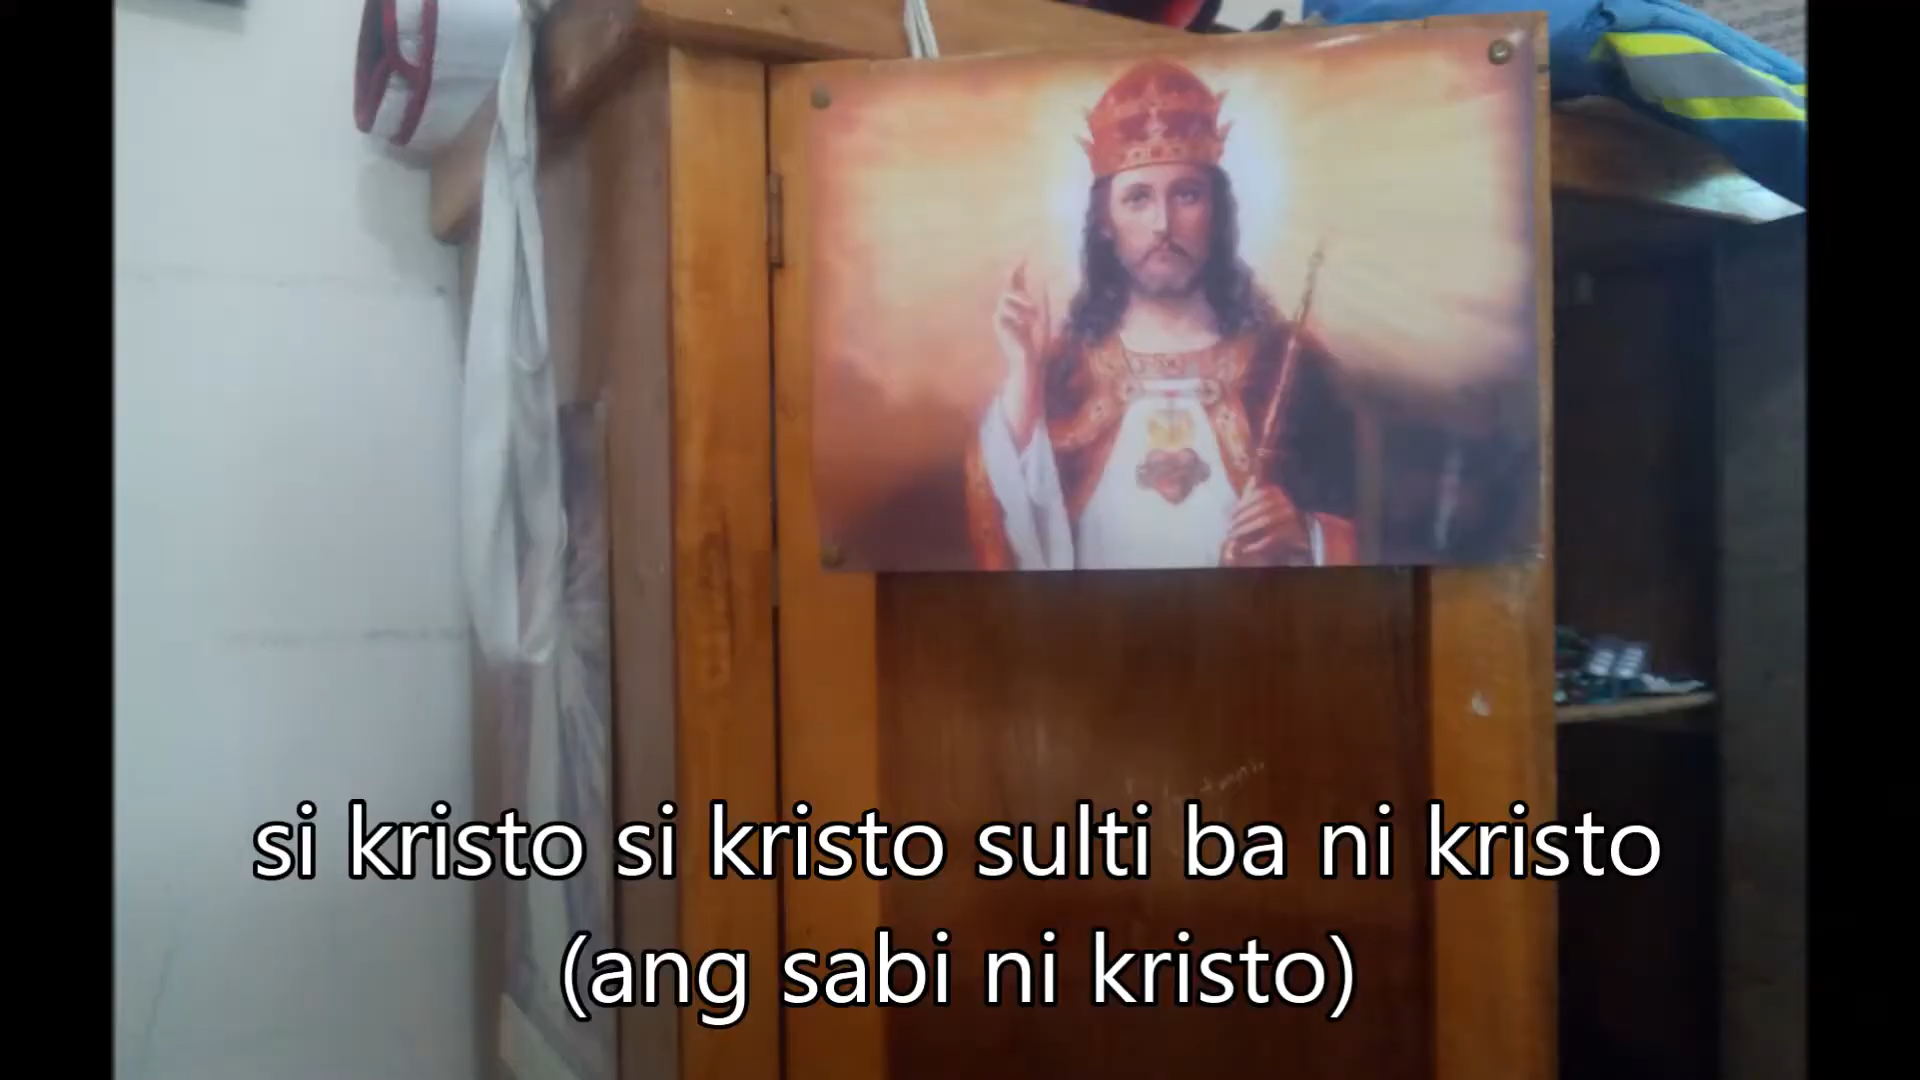 si kristo si kristo sulti ba ni kristo
(ang sabi ni kristo)